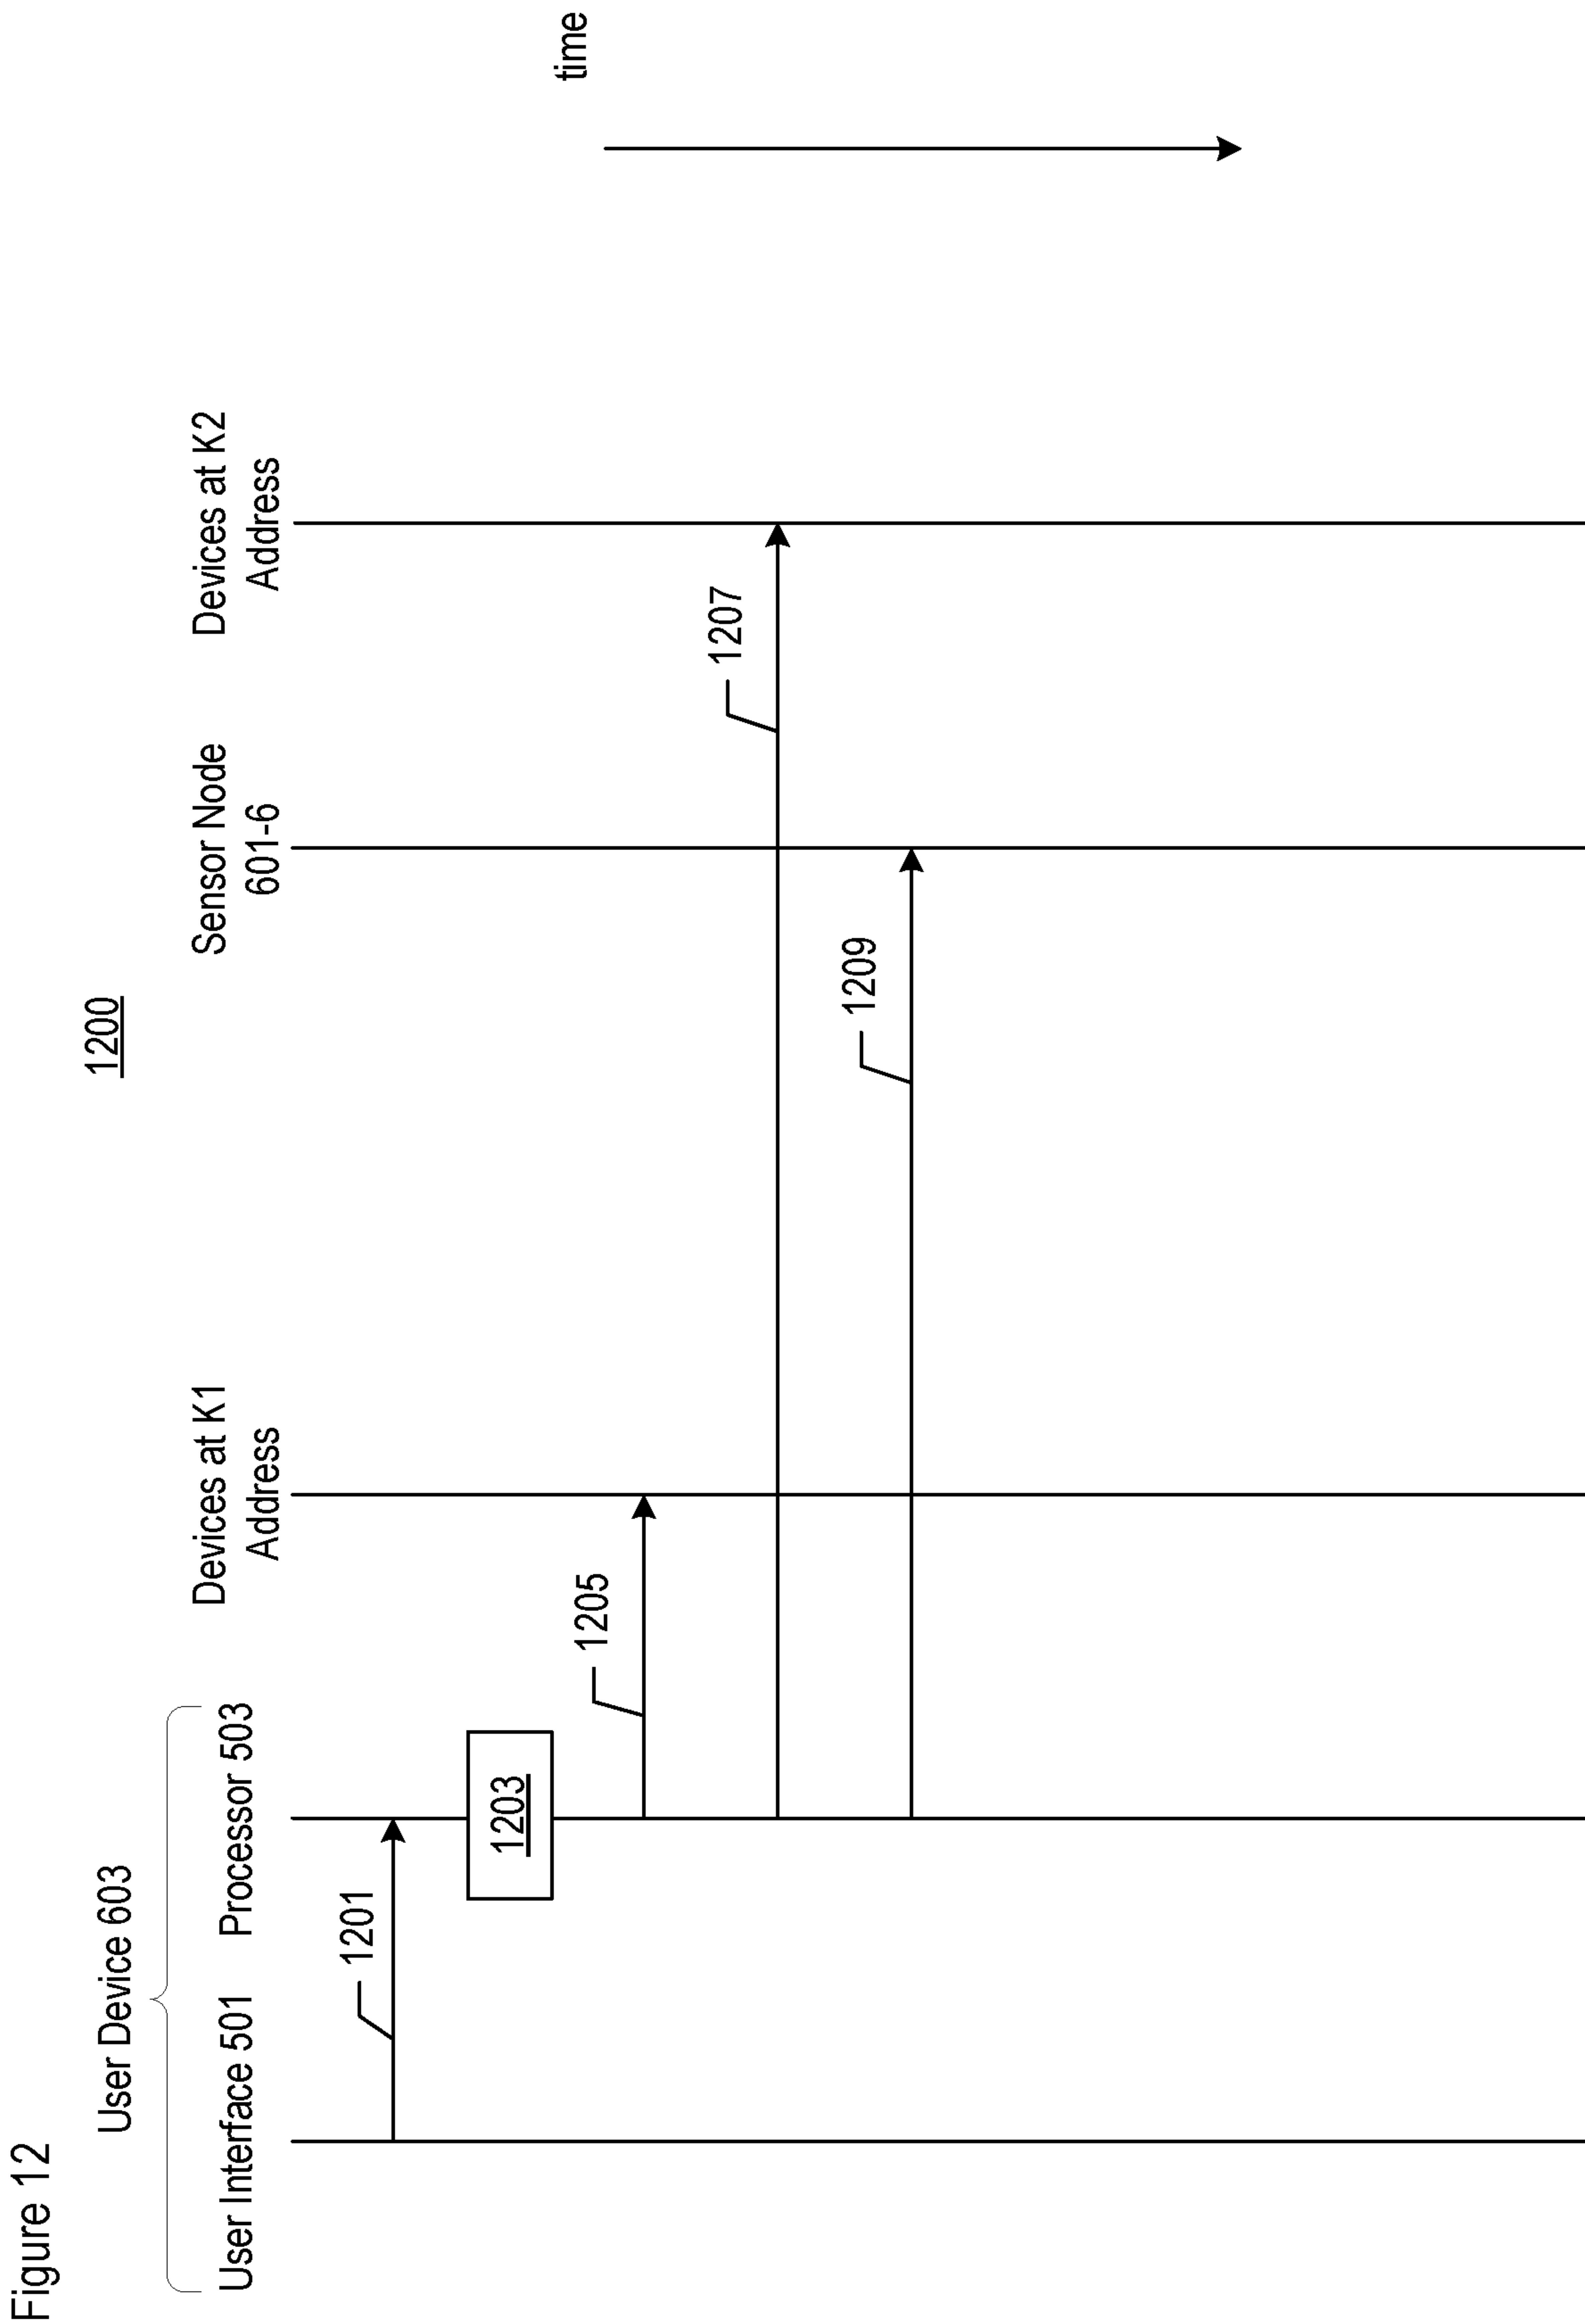 Figure 12
1200
User Device 603
User Interface 501
Processor 503
Devices at K1
Address
Sensor Node
601-6
Devices at K2
Address
1201
1203
time
1205
1207
1209